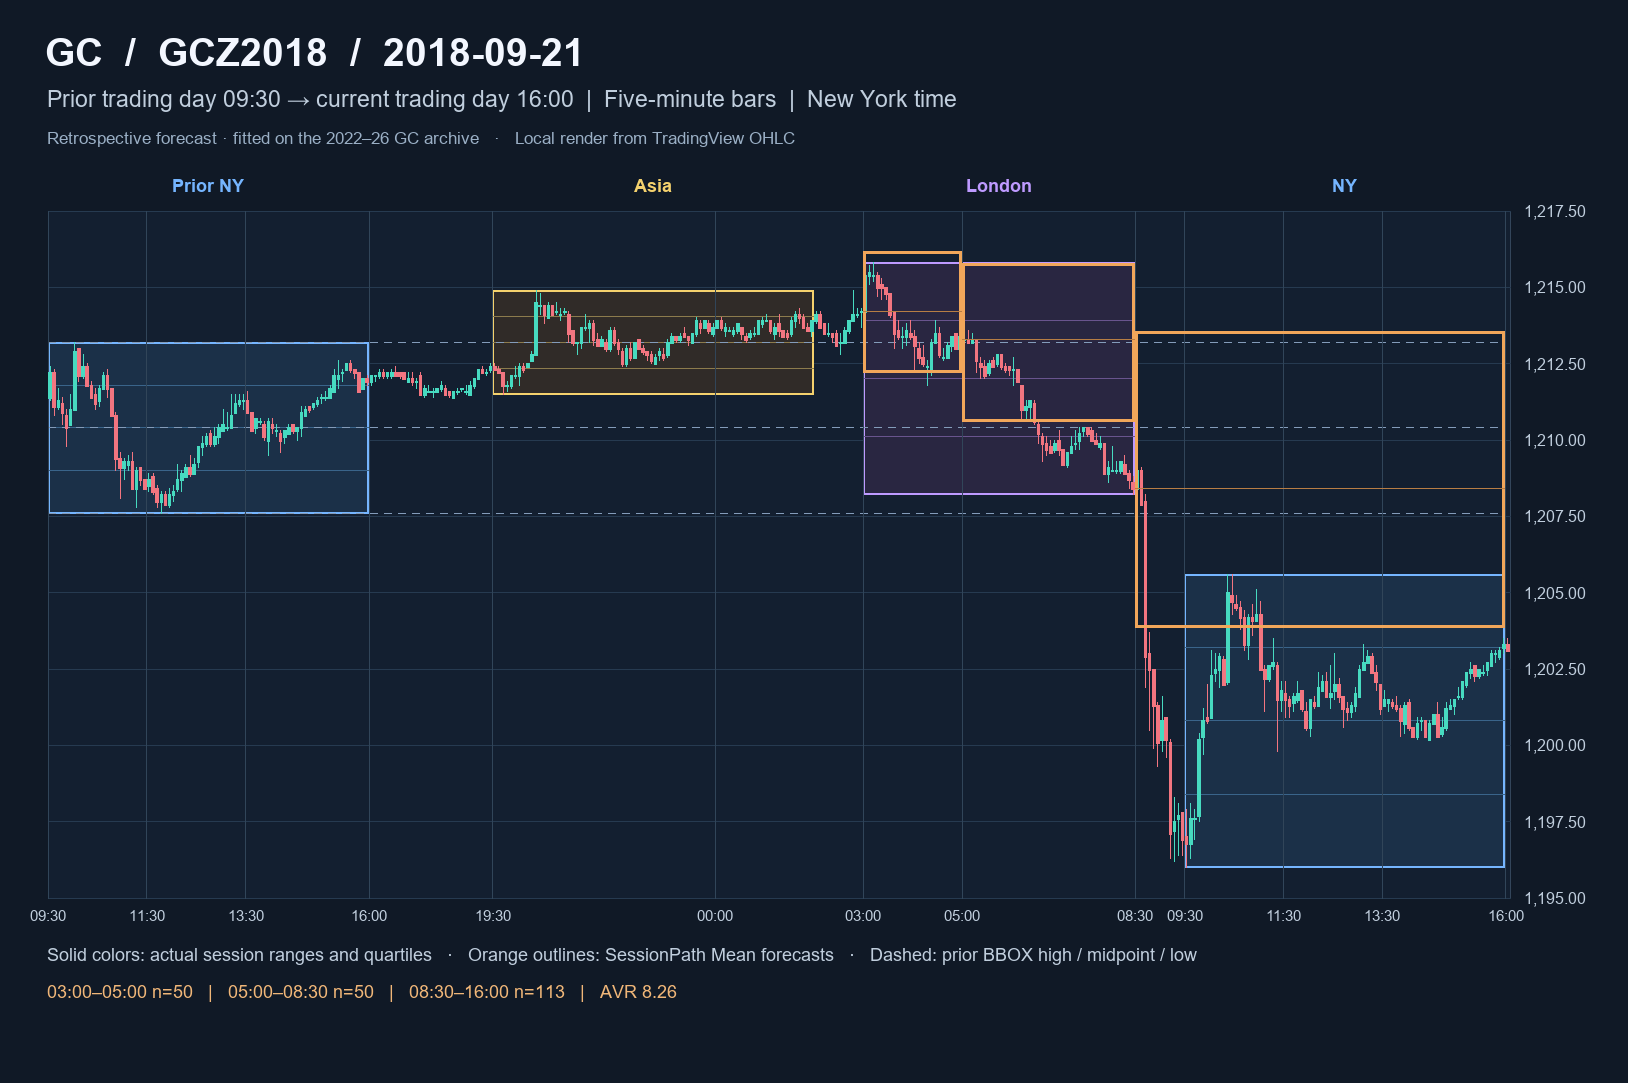 GC / GCZ2018 / 2018-09-21
Prior trading day 09:30 → current trading day 16:00 | Five-minute bars | New York time
Retrospective forecast · fitted on the 2022–26 GC archive · Local render from TradingView OHLC
Prior NY Asia London NY
1,217.50
1,215.00
1,212.50
1,210.00
1,207.50
1,205.00
1,202.50
1,200.00
1,197.50
1,195.00
09:30 11:30 13:30 16:00 19:30 00:00 03:00 05:00 08:30 09:30 11:30 13:30 16:00
Solid colors: actual session ranges and quartiles · Orange outlines: SessionPath Mean forecasts · Dashed: prior BBOX high / midpoint / low
03:00–05:00 n=50 | 05:00–08:30 n=50 | 08:30–16:00 n=113 | AVR 8.26